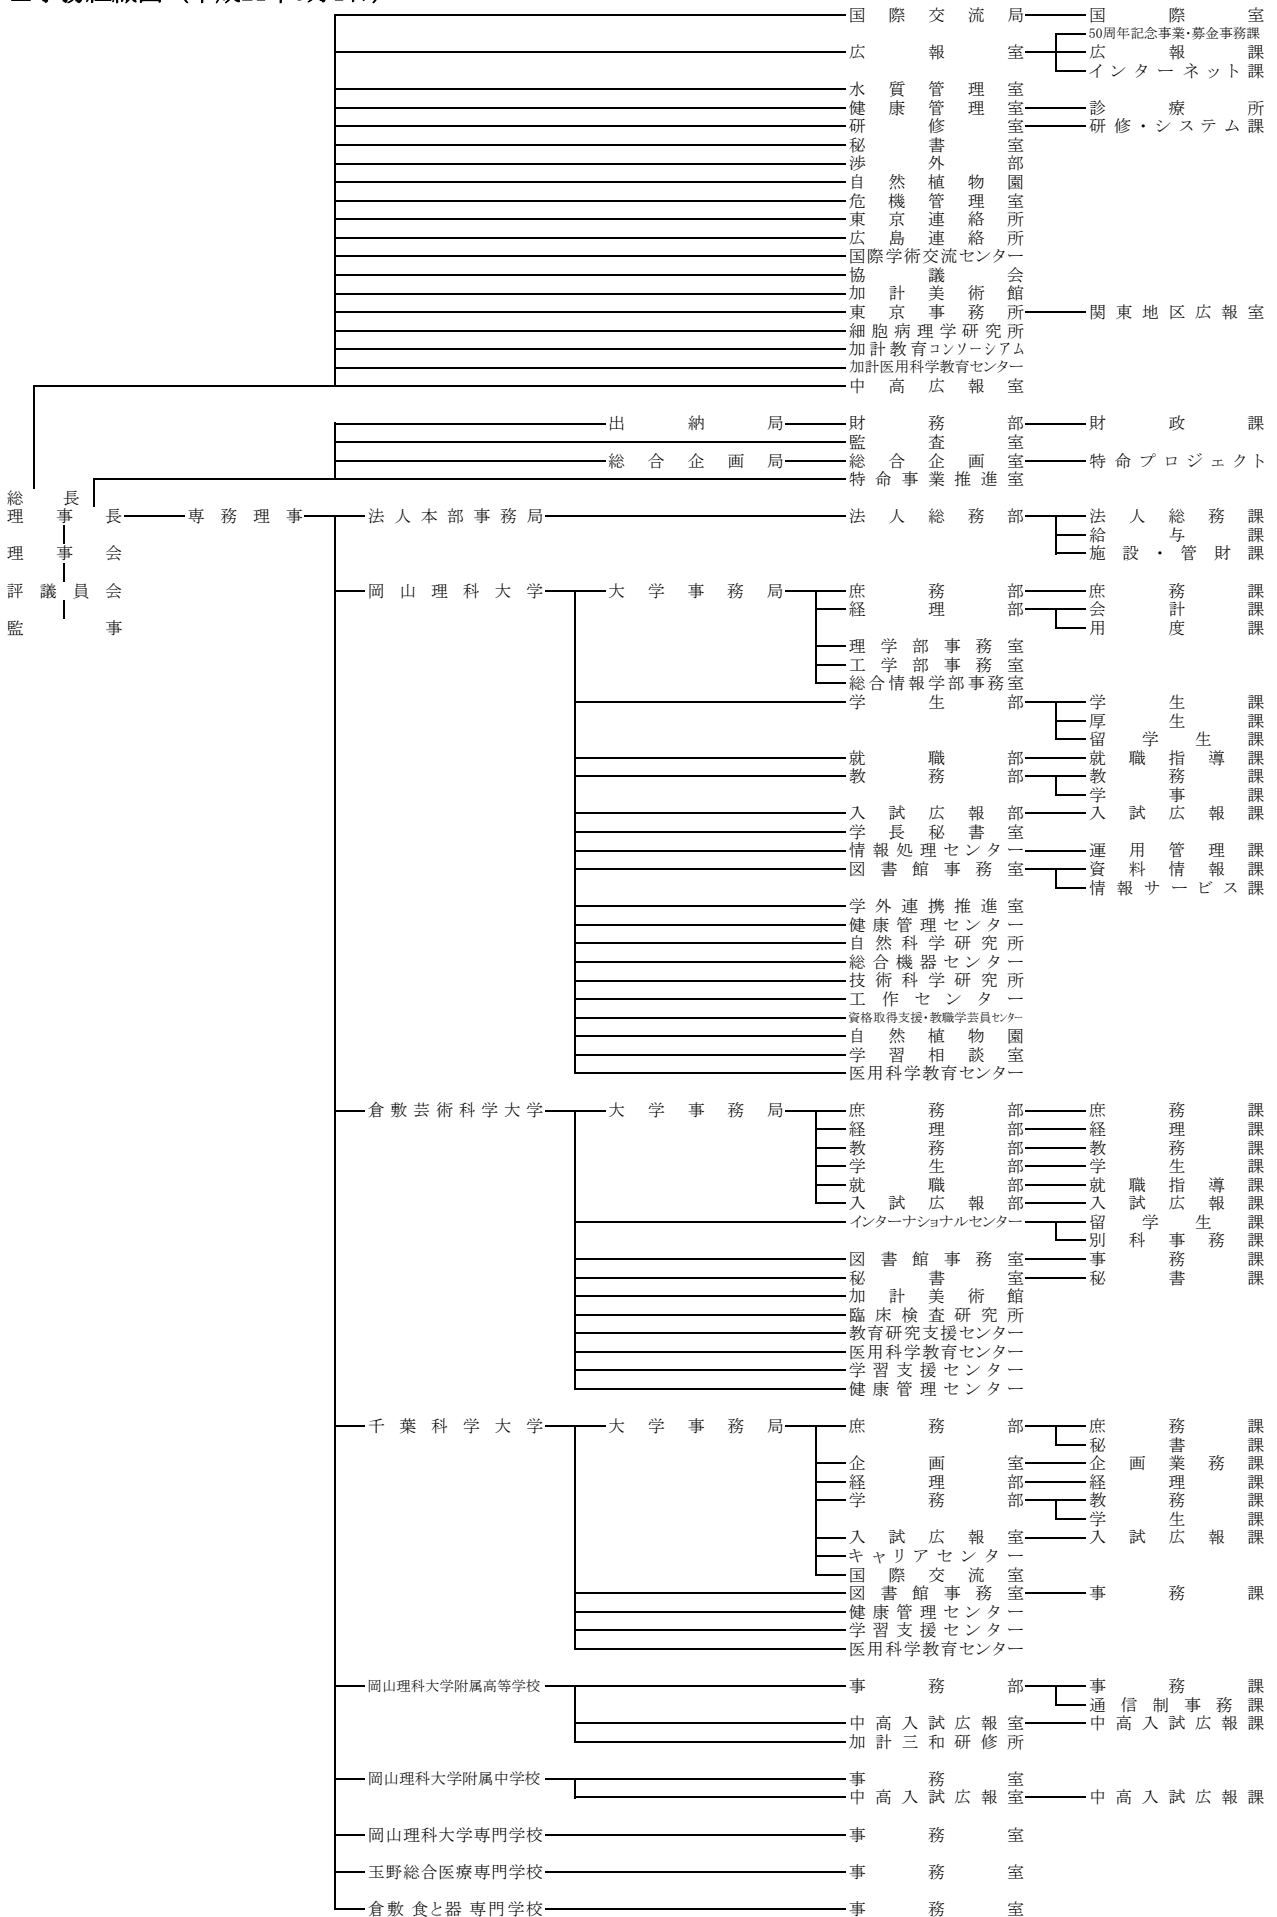 国際交流局 国際室
50周年記念事業・募金事務課
広報室 広報課
インターネット課
水質管理室
健康管理室 診療所
研修室 研修・システム課
秘書室
渉外部
自然植物園
危機管理室
東京連絡所
広島連絡所
国際学術交流センター
協議会
加計美術館
東京事務所 関東地区広報室
細胞病理学研究所
加計教育コンソーシアム
加計医用科学教育センター
中高広報室
出納局 財務部 財政課
監査室
総合企画局 総合企画室 特命プロジェクト
特命事業推進室
総長
理事長 専務理事 法人本部事務局 法人総務部 法人総務課
給与課
理事会 施設・管財課
評議員会 岡山理科大学 大学事務局 庶務部 庶務課
経理部 会計課
監事 用度課
理学部事務室
工学部事務室
総合情報学部事務室
学生部 学生課
厚生課
留学生課
就職部 就職指導課
教務部 教務課
学事課
入試広報部 入試広報課
学長秘書室
情報処理センター 運用管理課
図書館事務室 資料情報課
情報サービス課
学外連携推進室
健康管理センター
自然科学研究所
総合機器センター
技術科学研究所
工作センター
資格取得支援・教職学芸員センター
自然植物園
学習相談室
医用科学教育センター
倉敷芸術科学大学 大学事務局 庶務部 庶務課
経理部 経理課
教務部 教務課
学生部 学生課
就職部 就職指導課
入試広報部 入試広報課
インターナショナルセンター 留学生課
別科事務課
図書館事務室 事務課
秘書室 秘書課
加計美術館
臨床検査研究所
教育研究支援センター
医用科学教育センター
学習支援センター
健康管理センター
千葉科学大学 大学事務局 庶務部 庶務課
秘書課
企画室 企画業務課
経理部 経理課
学務部 教務課
学生課
入試広報室 入試広報課
キャリアセンター
国際交流室
図書館事務室 事務課
健康管理センター
学習支援センター
医用科学教育センター
岡山理科大学附属高等学校 事務部 事務課
通信制事務課
中高入試広報室 中高入試広報課
加計三和研修所
岡山理科大学附属中学校 事務室
中高入試広報室 中高入試広報課
岡山理科大学専門学校 事務室
玉野総合医療専門学校 事務室
倉敷 食と器 専門学校 事務室